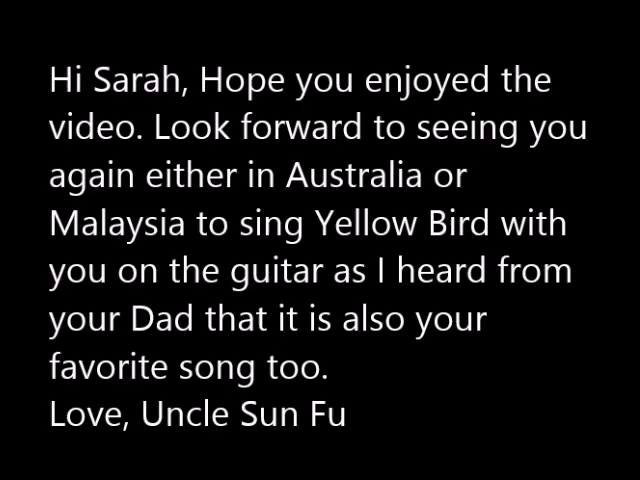 Hi Sarah, Hope you enjoyed the
video. Look forward to seeing you
again either in Australia or
Malaysia to sing Yellow Bird with
you on the guitar as I heard from
your Dad that it is also your
favorite song too.
Love, Uncle Sun Fu